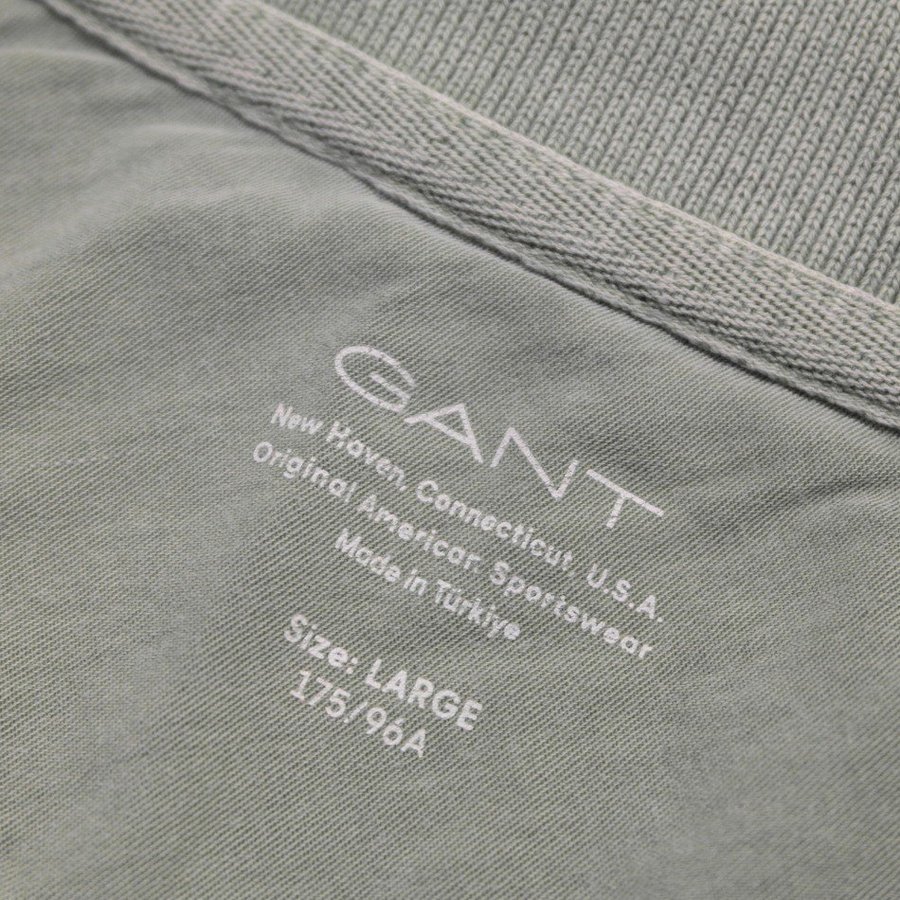 GANT
New Haven, Connecticut, U.S.A.
Original American Sportswear
Made in Türkiye
Size: LARGE
175/96A